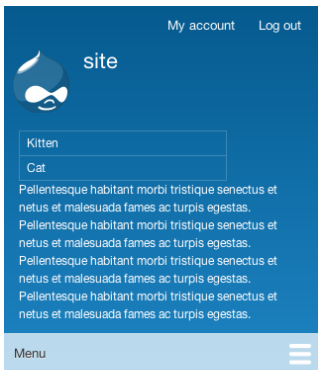 My account Log out
site
Kitten
Cat
Pellentesque habitant morbi tristique senectus et
netus et malesuada fames ac turpis egestas.
Pellentesque habitant morbi tristique senectus et
netus et malesuada fames ac turpis egestas.
Pellentesque habitant morbi tristique senectus et
netus et malesuada fames ac turpis egestas.
Pellentesque habitant morbi tristique senectus et
netus et malesuada fames ac turpis egestas.
Menu